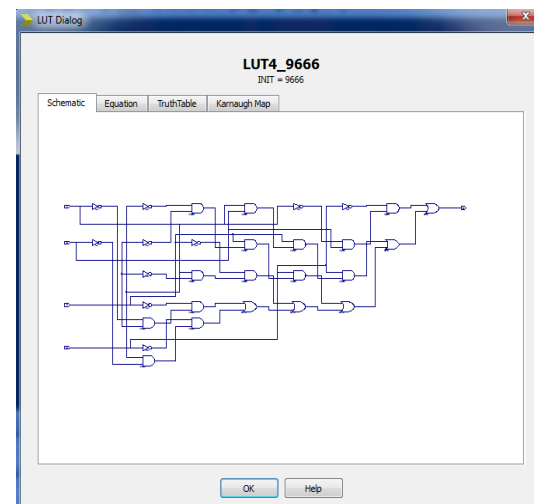 LUT Dialog
LUT4_9666
INIT = 9666
Schematic Equation TruthTable Karnaugh Map
OK Help